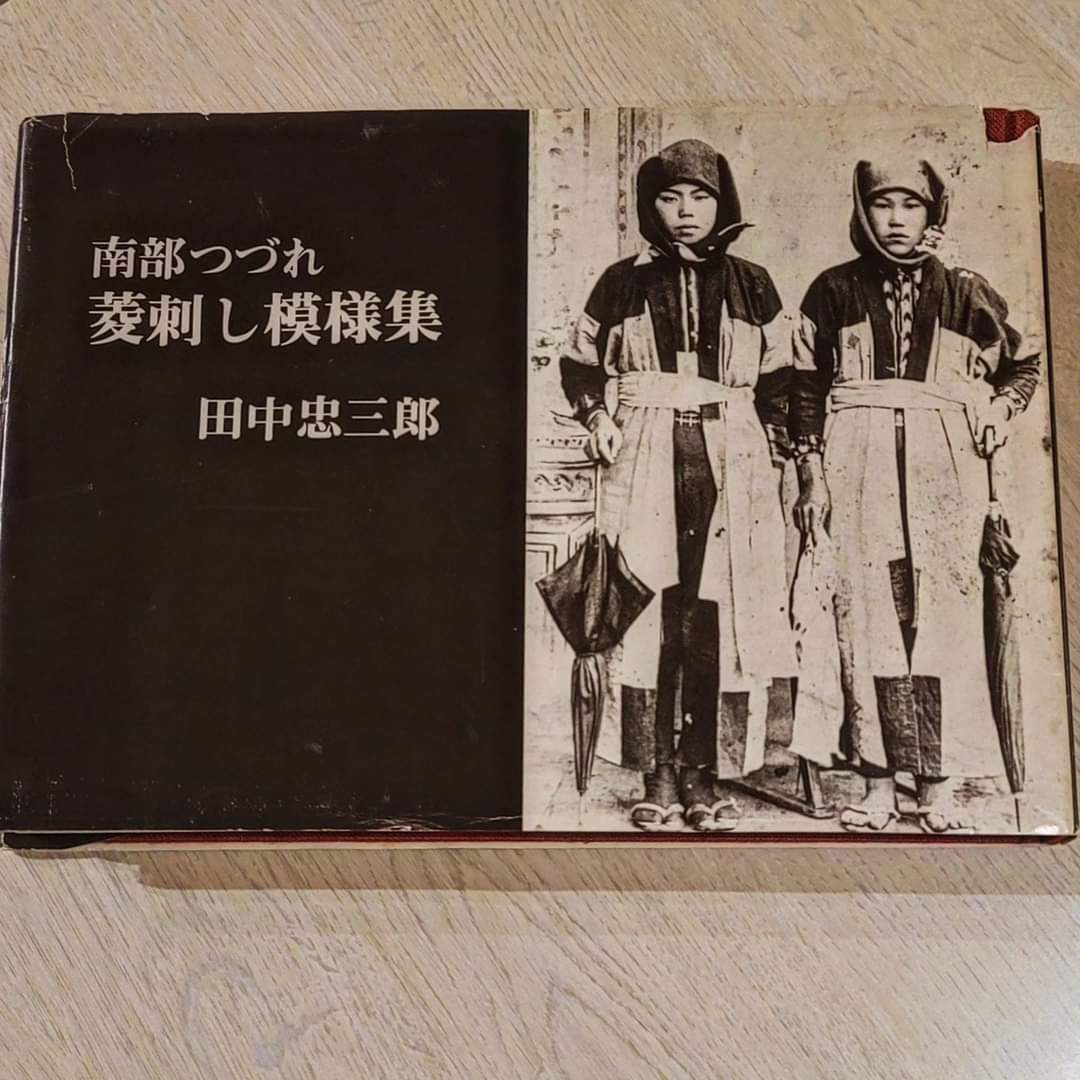 南部つづれ
菱刺し模様集
田中忠三郎